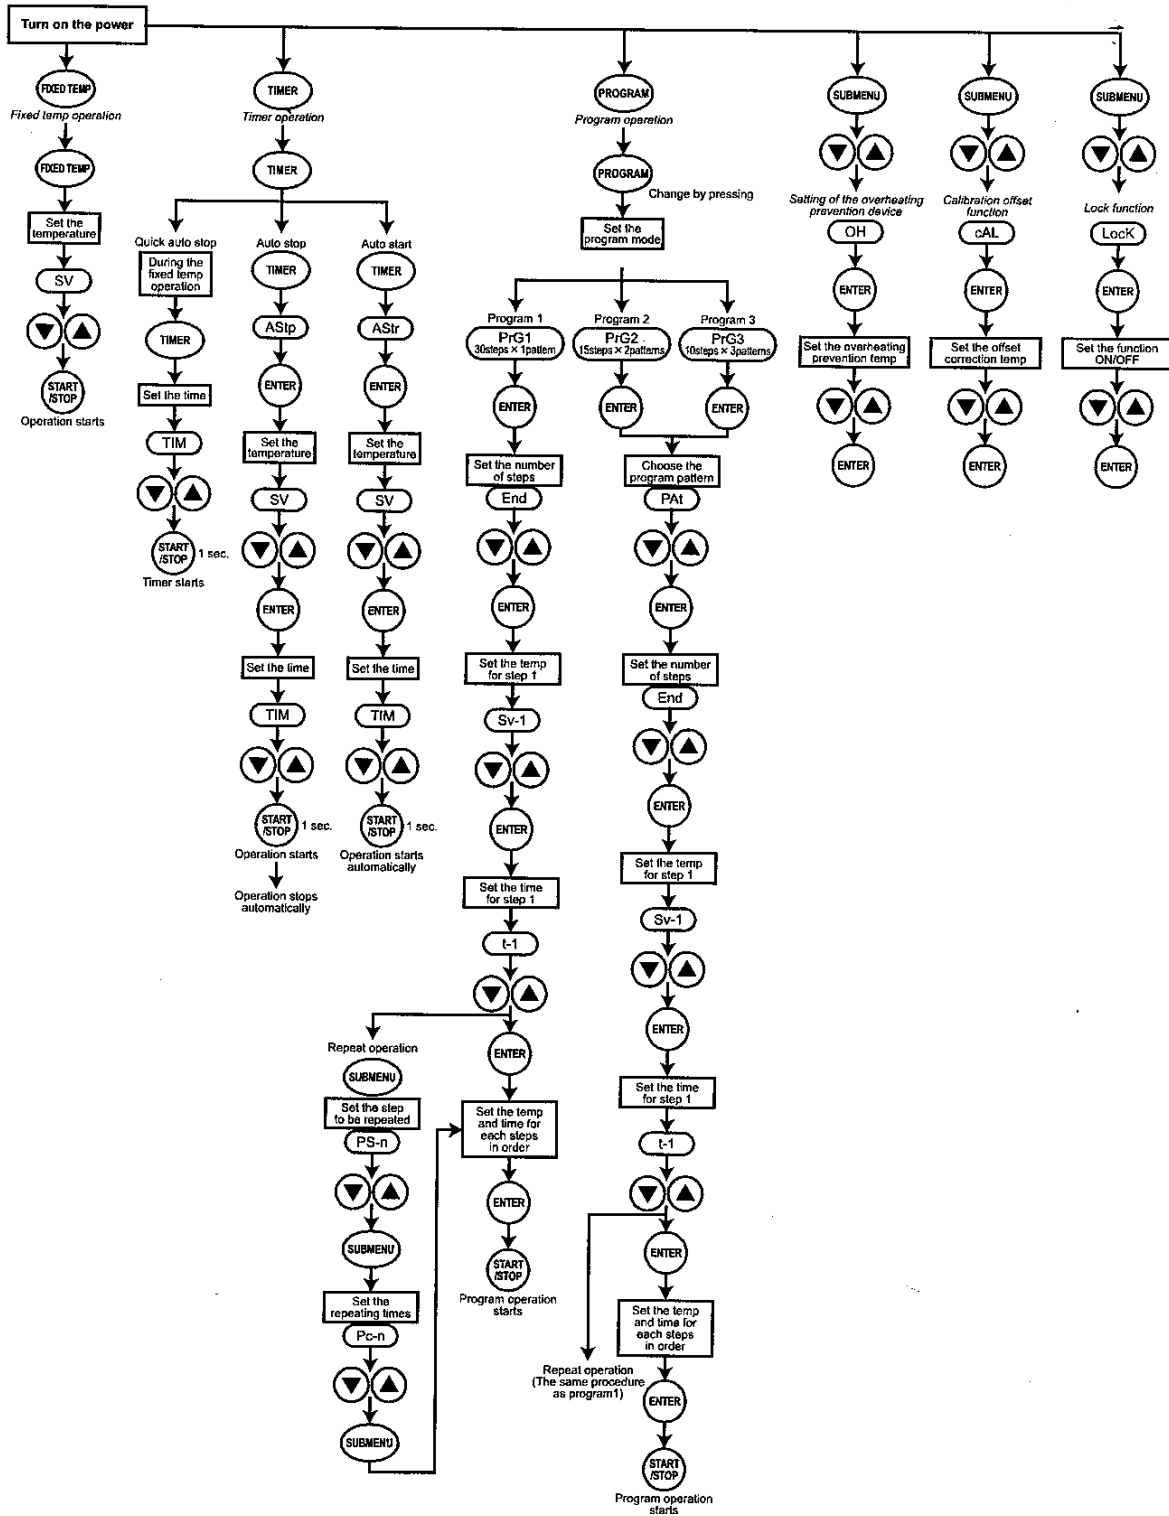 Turn on the power
FIXED TEMP
Fixed temp operation
FIXED TEMP
Set the
temperature
SV
START
/STOP
Operation starts
TIMER
Timer operation
TIMER
Quick auto stop
During the
fixed temp
operation
TIMER
Set the time
TIM
START
/STOP
1 sec.
Timer starts
Auto stop
TIMER
AStp
ENTER
Set the
temperature
SV
ENTER
Set the time
TIM
START
/STOP
1 sec.
Operation starts
Operation stops
automatically
Auto start
TIMER
AStr
ENTER
Set the
temperature
SV
ENTER
Set the time
TIM
START
/STOP
1 sec.
Operation starts
automatically
PROGRAM
Program operation
PROGRAM
Change by pressing
Set the
program mode
Program 1
PrG1
30steps × 1pattern
ENTER
Set the number
of steps
End
ENTER
Set the temp
for step 1
Sv-1
ENTER
Set the time
for step 1
t-1
Repeat operation
SUBMENU
Set the step
to be repeated
PS-n
SUBMENU
Set the
repeating times
Pc-n
SUBMENU
ENTER
Set the temp
and time for
each steps
in order
ENTER
START
/STOP
Program operation
starts
Program 2
PrG2
15steps × 2patterns
ENTER
Program 3
PrG3
10steps × 3patterns
ENTER
Choose the
program pattern
PAt
ENTER
Set the number
of steps
End
ENTER
Set the temp
for step 1
Sv-1
ENTER
Set the time
for step 1
t-1
Repeat operation
(The same procedure
as program1)
ENTER
Set the temp
and time for
each steps
in order
ENTER
START
/STOP
Program operation
starts
SUBMENU
Setting of the overheating
prevention device
OH
ENTER
Set the overheating
prevention temp
ENTER
SUBMENU
Calibration offset
function
cAL
ENTER
Set the offset
correction temp
ENTER
SUBMENU
Lock function
LocK
ENTER
Set the function
ON/OFF
ENTER